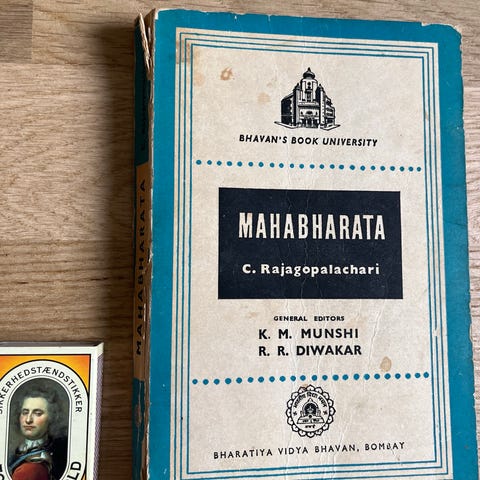 BHAVAN'S BOOK UNIVERSITY
MAHABHARATA
C. Rajagopalachari
GENERAL EDITORS
K. M. MUNSHI
R. R. DIWAKAR
BHARATIYA VIDYA BHAVAN, BOMBAY
MAHABHARATA
SIKKERHEDSTÆNDSTIKKER